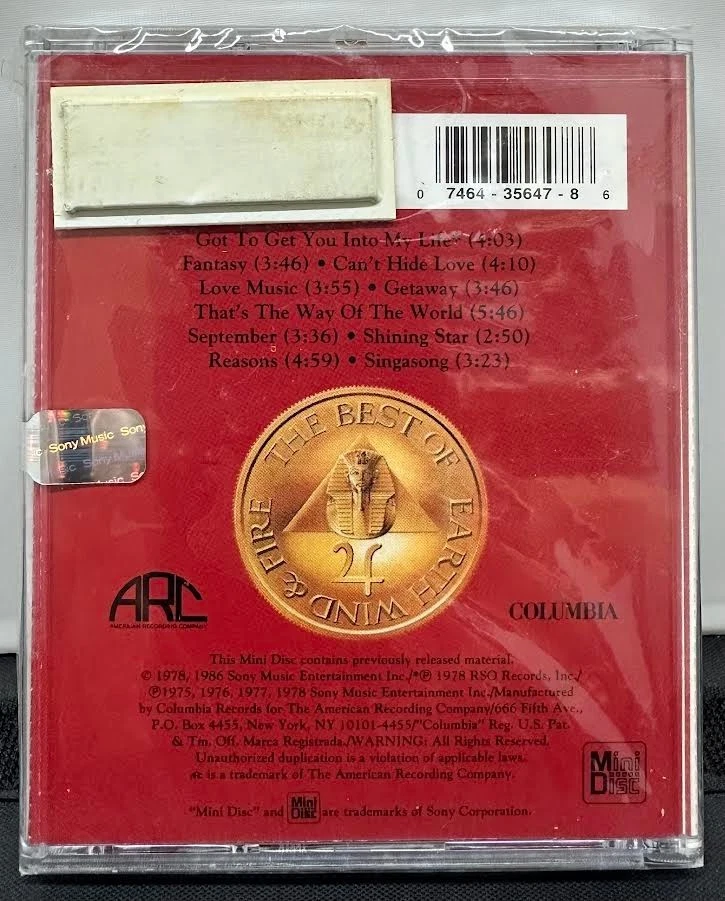 0 7464 - 35647 - 8 6
Got To Get You Into My Life* (4:03)
Fantasy (3:46) • Can't Hide Love (4:10)
Love Music (3:55) • Getaway (3:46)
That's The Way Of The World (5:46)
September (3:36) • Shining Star (2:50)
Reasons (4:59) • Singasong (3:23)
Sony Music Sony
Sony Music
THE BEST OF EARTH WIND & FIRE
ARC
AMERICAN RECORDING COMPANY
COLUMBIA
This Mini Disc contains previously released material.
© 1978, 1986 Sony Music Entertainment Inc./*℗ 1978 RSO Records, Inc./
℗1975, 1976, 1977, 1978 Sony Music Entertainment Inc./Manufactured
by Columbia Records for The American Recording Company/666 Fifth Ave.,
P.O. Box 4455, New York, NY 10101-4455/"Columbia" Reg. U.S. Pat.
& Tm. Off. Marca Registrada./WARNING: All Rights Reserved.
Unauthorized duplication is a violation of applicable laws.
is a trademark of The American Recording Company.
Mini Disc
"Mini Disc" and Mini Disc are trademarks of Sony Corporation.